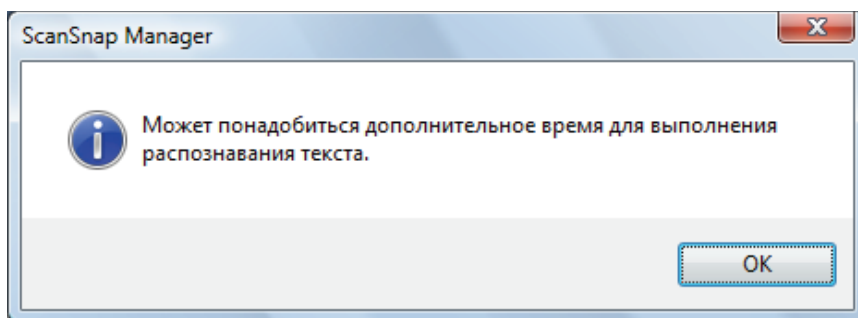 ScanSnap Manager
Может понадобиться дополнительное время для выполнения
распознавания текста.
OK